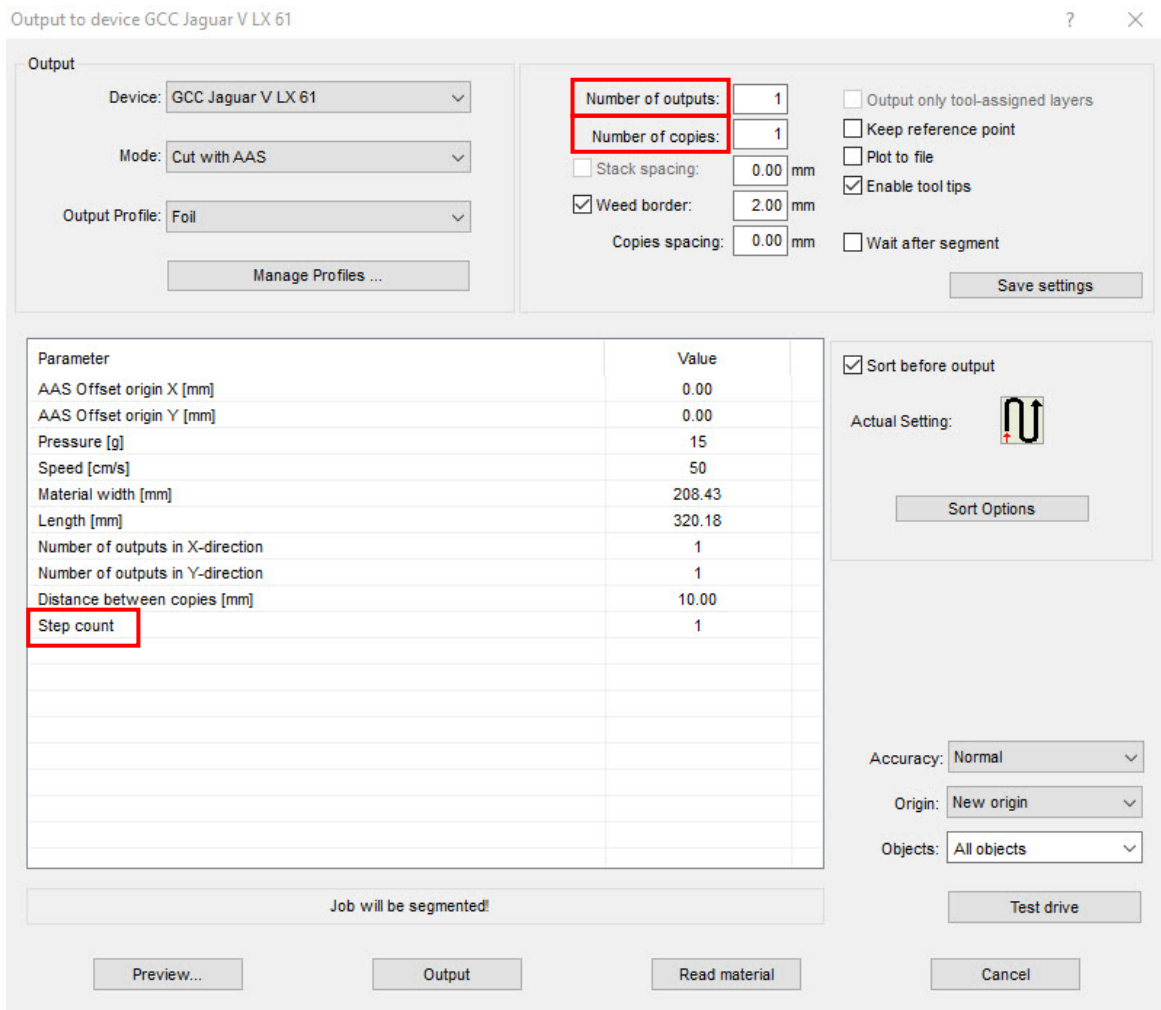 Output to device GCC Jaguar V LX 61 ?
Output
Device: GCC Jaguar V LX 61
Mode: Cut with AAS
Output Profile: Foil
Manage Profiles ...
Number of outputs: 1
Number of copies: 1
Stack spacing: 0.00 mm
Weed border: 2.00 mm
Copies spacing: 0.00 mm
Output only tool-assigned layers
Keep reference point
Plot to file
Enable tool tips
Wait after segment
Save settings
Parameter Value
AAS Offset origin X [mm] 0.00
AAS Offset origin Y [mm] 0.00
Pressure [g] 15
Speed [cm/s] 50
Material width [mm] 208.43
Length [mm] 320.18
Number of outputs in X-direction 1
Number of outputs in Y-direction 1
Distance between copies [mm] 10.00
Step count 1
Sort before output
Actual Setting:
Sort Options
Accuracy: Normal
Origin: New origin
Objects: All objects
Job will be segmented!
Test drive
Preview...
Output
Read material
Cancel